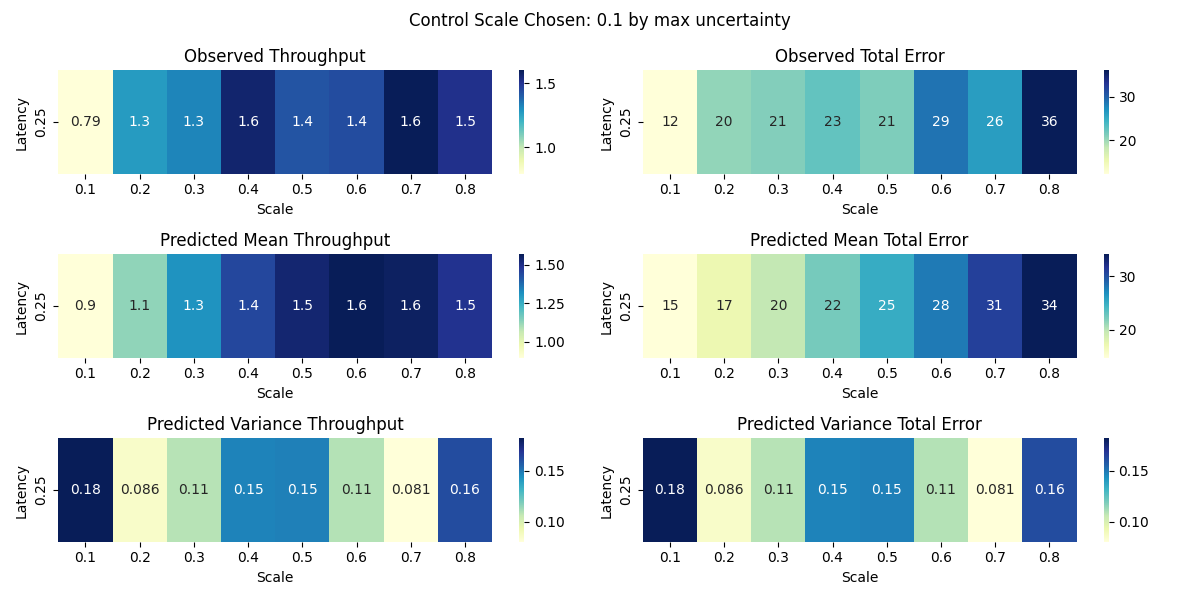 Control Scale Chosen: 0.1 by max uncertainty
Observed Throughput
Latency
0.25
0.79 1.3 1.3 1.6 1.4 1.4 1.6 1.5
1.5
1.0
0.1 0.2 0.3 0.4 0.5 0.6 0.7 0.8
Scale
Observed Total Error
Latency
0.25
12 20 21 23 21 29 26 36
30
20
0.1 0.2 0.3 0.4 0.5 0.6 0.7 0.8
Scale
Predicted Mean Throughput
Latency
0.25
0.9 1.1 1.3 1.4 1.5 1.6 1.6 1.5
1.50
1.25
1.00
0.1 0.2 0.3 0.4 0.5 0.6 0.7 0.8
Scale
Predicted Mean Total Error
Latency
0.25
15 17 20 22 25 28 31 34
30
20
0.1 0.2 0.3 0.4 0.5 0.6 0.7 0.8
Scale
Predicted Variance Throughput
Latency
0.25
0.18 0.086 0.11 0.15 0.15 0.11 0.081 0.16
0.15
0.10
0.1 0.2 0.3 0.4 0.5 0.6 0.7 0.8
Scale
Predicted Variance Total Error
Latency
0.25
0.18 0.086 0.11 0.15 0.15 0.11 0.081 0.16
0.15
0.10
0.1 0.2 0.3 0.4 0.5 0.6 0.7 0.8
Scale